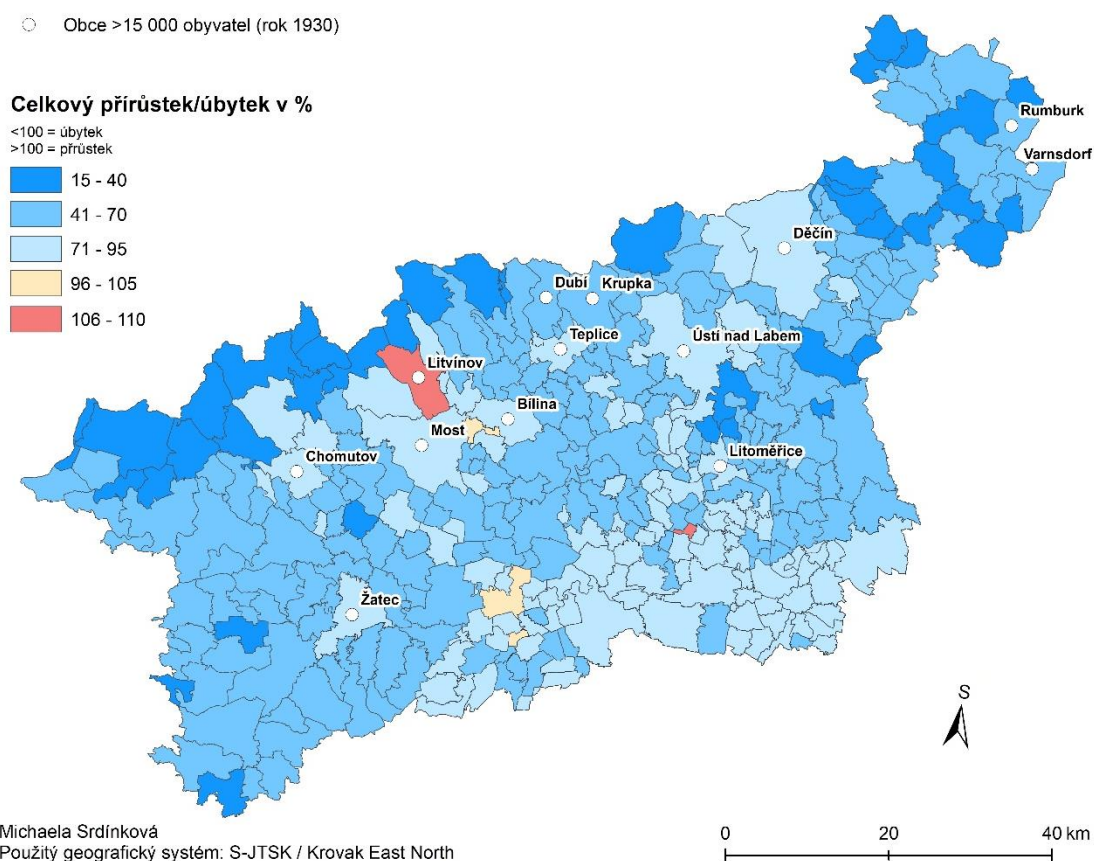 Obce >15 000 obyvatel (rok 1930)
Celkový přírůstek/úbytek v %
<100 = úbytek
>100 = přrůstek
15 - 40
41 - 70
71 - 95
96 - 105
106 - 110
Rumburk
Varnsdorf
Děčín
Dubí
Krupka
Teplice
Ústí nad Labem
Litvínov
Bílina
Most
Chomutov
Litoměřice
Žatec
S
Michaela Srdínková
Použitý geografický systém: S-JTSK / Krovak East North
0 20 40 km